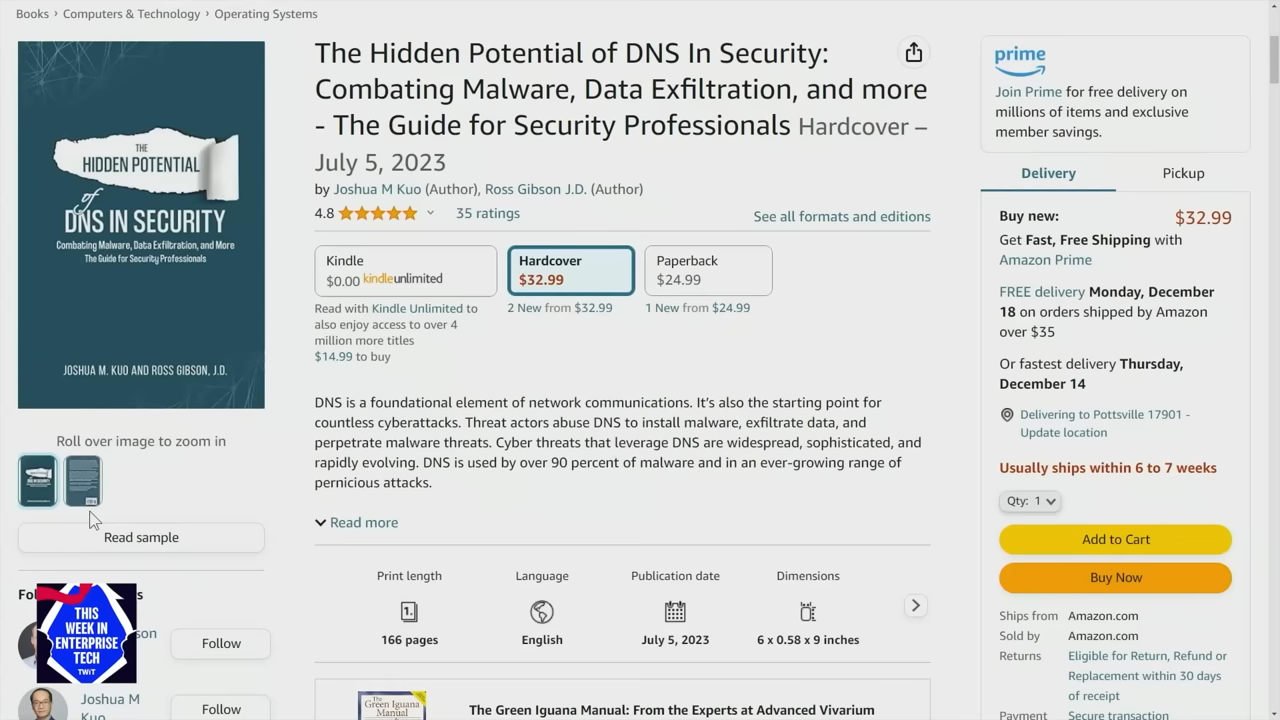 Books › Computers & Technology › Operating Systems
THE
HIDDEN POTENTIAL
of
DNS IN SECURITY
Combating Malware, Data Exfiltration, and More
The Guide for Security Professionals
JOSHUA M. KUO AND ROSS GIBSON, J.D.
Roll over image to zoom in
Read sample
THIS
WEEK IN
ENTERPRISE
TECH
TWiT
Follow
Joshua M
Kuo
Follow
The Hidden Potential of DNS In Security:
Combating Malware, Data Exfiltration, and more
- The Guide for Security Professionals Hardcover –
July 5, 2023
by Joshua M Kuo (Author), Ross Gibson J.D. (Author)
4.8 35 ratings
See all formats and editions
Kindle
$0.00 kindleunlimited
Hardcover
$32.99
Paperback
$24.99
Read with Kindle Unlimited to
also enjoy access to over 4
million more titles
$14.99 to buy
2 New from $32.99
1 New from $24.99
DNS is a foundational element of network communications. It’s also the starting point for
countless cyberattacks. Threat actors abuse DNS to install malware, exfiltrate data, and
perpetrate malware threats. Cyber threats that leverage DNS are widespread, sophisticated, and
rapidly evolving. DNS is used by over 90 percent of malware and in an ever-growing range of
pernicious attacks.
Read more
Print length
1.
166 pages
Language
English
Publication date
July 5, 2023
Dimensions
6 x 0.58 x 9 inches
The
Green Iguana
Manual
The Green Iguana Manual: From the Experts at Advanced Vivarium
prime
Join Prime for free delivery on
millions of items and exclusive
member savings.
Delivery
Pickup
Buy new: $32.99
Get Fast, Free Shipping with
Amazon Prime
FREE delivery Monday, December
18 on orders shipped by Amazon
over $35
Or fastest delivery Thursday,
December 14
Delivering to Pottsville 17901 -
Update location
Usually ships within 6 to 7 weeks
Qty: 1
Add to Cart
Buy Now
Ships from Amazon.com
Sold by Amazon.com
Returns Eligible for Return, Refund or
Replacement within 30 days
of receipt
Payment Secure transaction